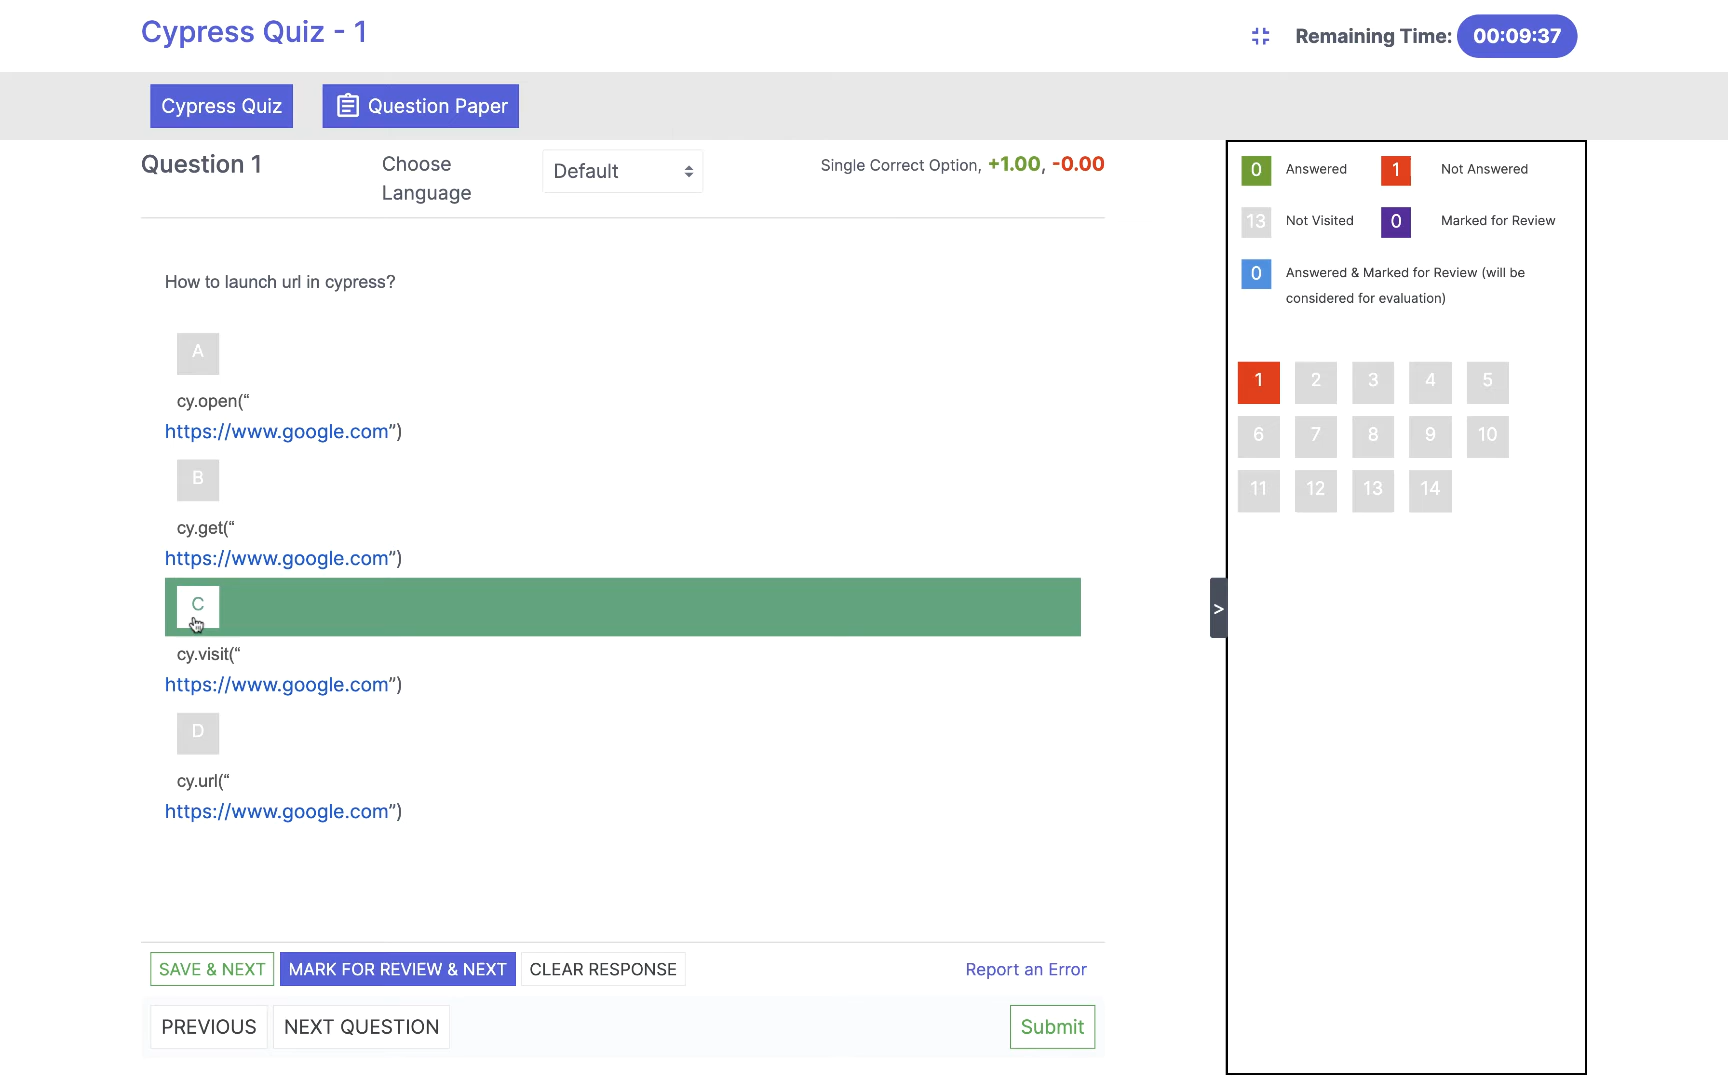 Cypress Quiz - 1
Remaining Time: 00:09:37
Cypress Quiz
Question Paper
Question 1
Choose
Language
Default
Single Correct Option, +1.00, -0.00
How to launch url in cypress?
A
cy.open(“
https://www.google.com”)
B
cy.get(“
https://www.google.com”)
C
cy.visit(“
https://www.google.com”)
D
cy.url(“
https://www.google.com”)
SAVE & NEXT
MARK FOR REVIEW & NEXT
CLEAR RESPONSE
Report an Error
PREVIOUS
NEXT QUESTION
Submit
0 Answered
1 Not Answered
13 Not Visited
0 Marked for Review
0 Answered & Marked for Review (will be
considered for evaluation)
1 2 3 4 5
6 7 8 9 10
11 12 13 14
>